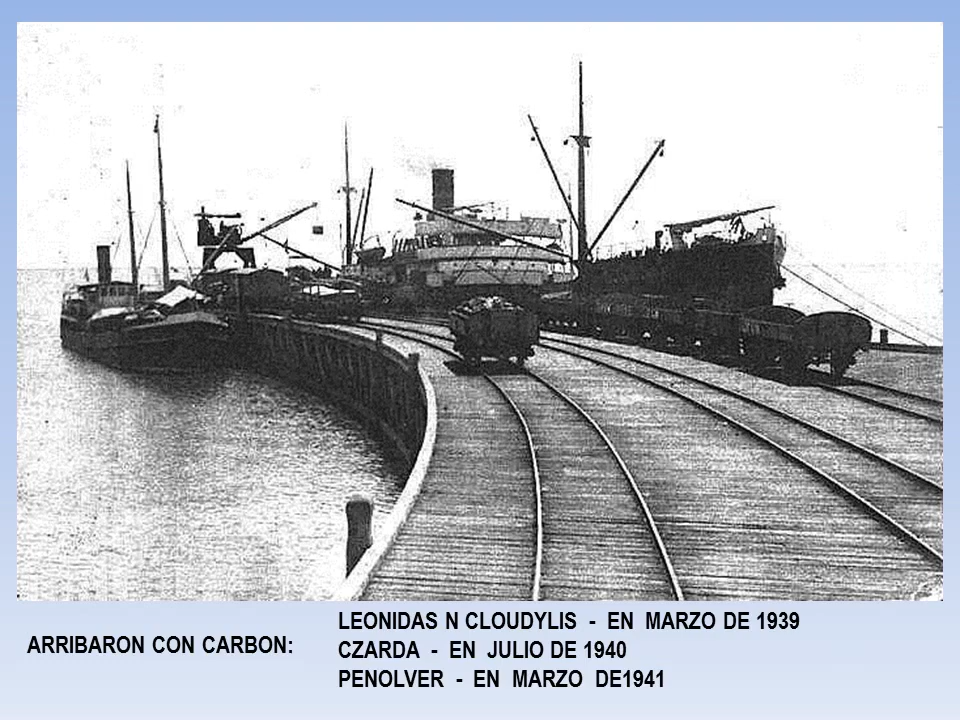 ARRIBARON CON CARBON:
LEONIDAS N CLOUDYLIS - EN MARZO DE 1939
CZARDA - EN JULIO DE 1940
PENOLVER - EN MARZO DE1941